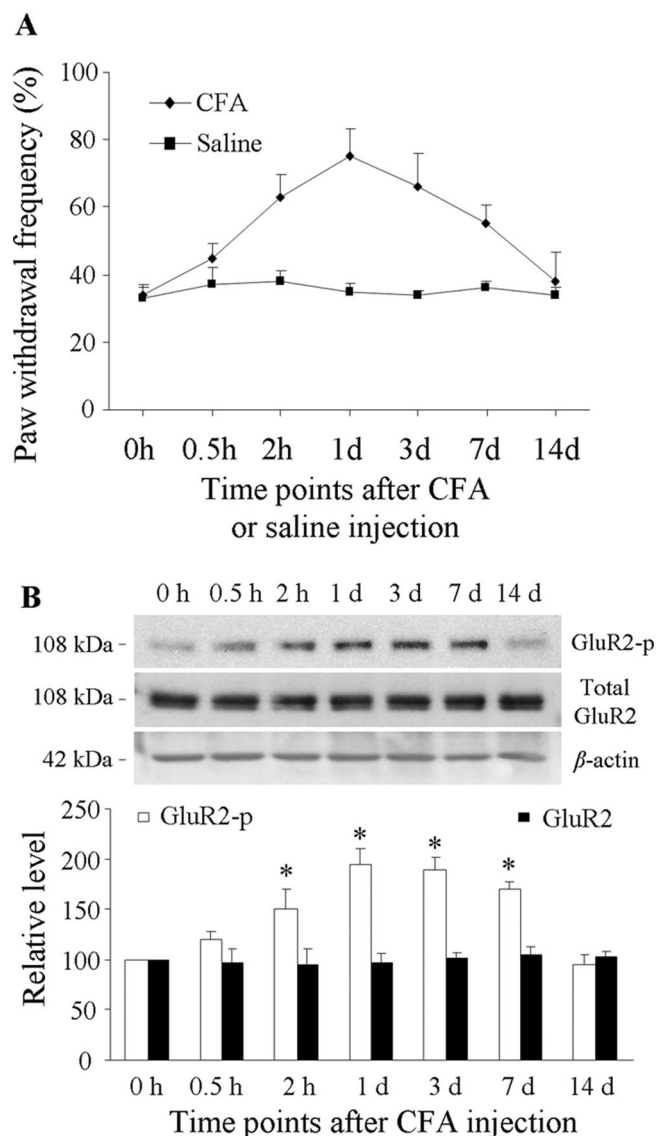 A
Paw withdrawal frequency (%)
100
80
60
40
20
0
CFA
Saline
0h 0.5h 2h 1d 3d 7d 14d
Time points after CFA
or saline injection
B
0 h 0.5 h 2 h 1 d 3 d 7 d 14 d
108 kDa - GluR2-p
108 kDa - Total
GluR2
42 kDa - β-actin
Relative level
250
200
150
100
50
0
GluR2-p GluR2
* * * *
0 h 0.5 h 2 h 1 d 3 d 7 d 14 d
Time points after CFA injection